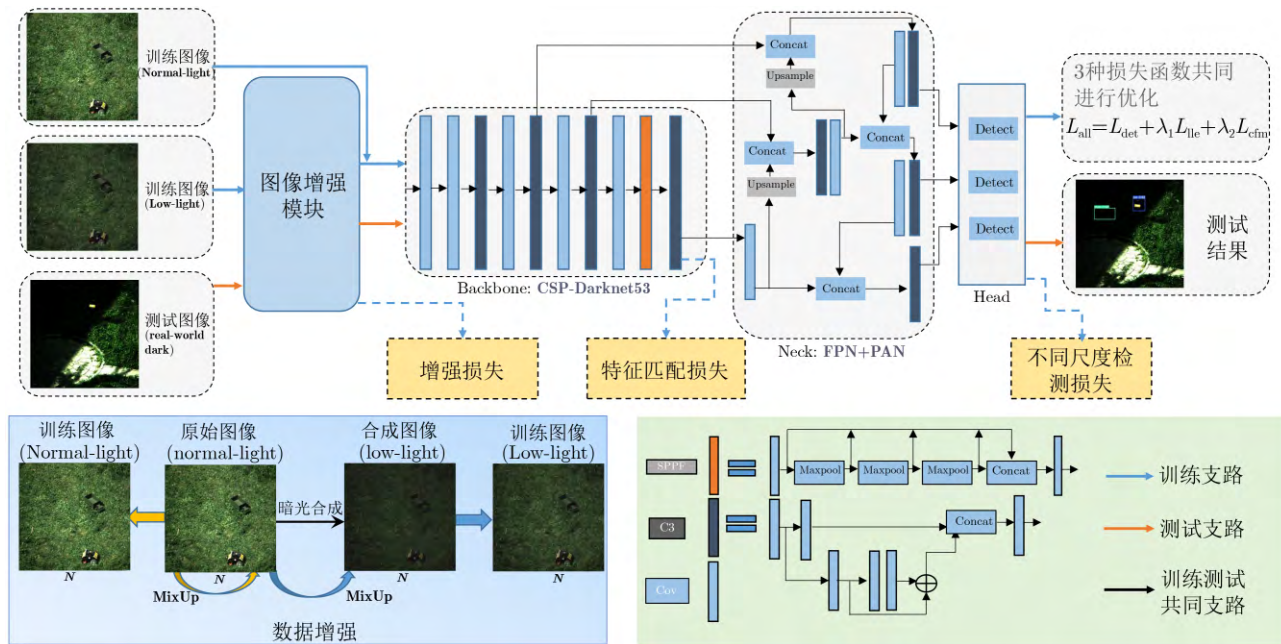 训练图像
(Normal-light)
训练图像
(Low-light)
测试图像
(real-world
dark)
图像增强
模块
Backbone: CSP-Darknet53
Concat
Upsample
Concat
Upsample
Concat
Concat
Neck: FPN+PAN
Detect
Detect
Detect
Head
3种损失函数共同
进行优化
L_all=L_det+λ_1L_lle+λ_2L_cfm
测试
结果
增强损失
特征匹配损失
不同尺度检
测损失
训练图像
(Normal-light)
原始图像
(normal-light)
合成图像
(low-light)
训练图像
(Low-light)
暗光合成
N
N
N
MixUp
MixUp
数据增强
SPPF
Maxpool
Maxpool
Maxpool
Concat
C3
Concat
Cov
训练支路
测试支路
训练测试
共同支路